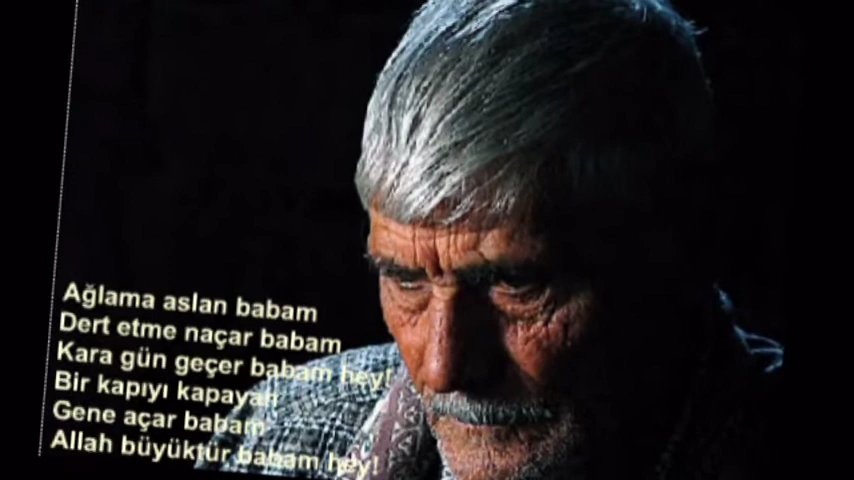 Ağlama aslan babam
Dert etme naçar babam
Kara gün geçer babam hey!
Bir kapıyı kapayan
Gene açar babam
Allah büyüktür babam hey!